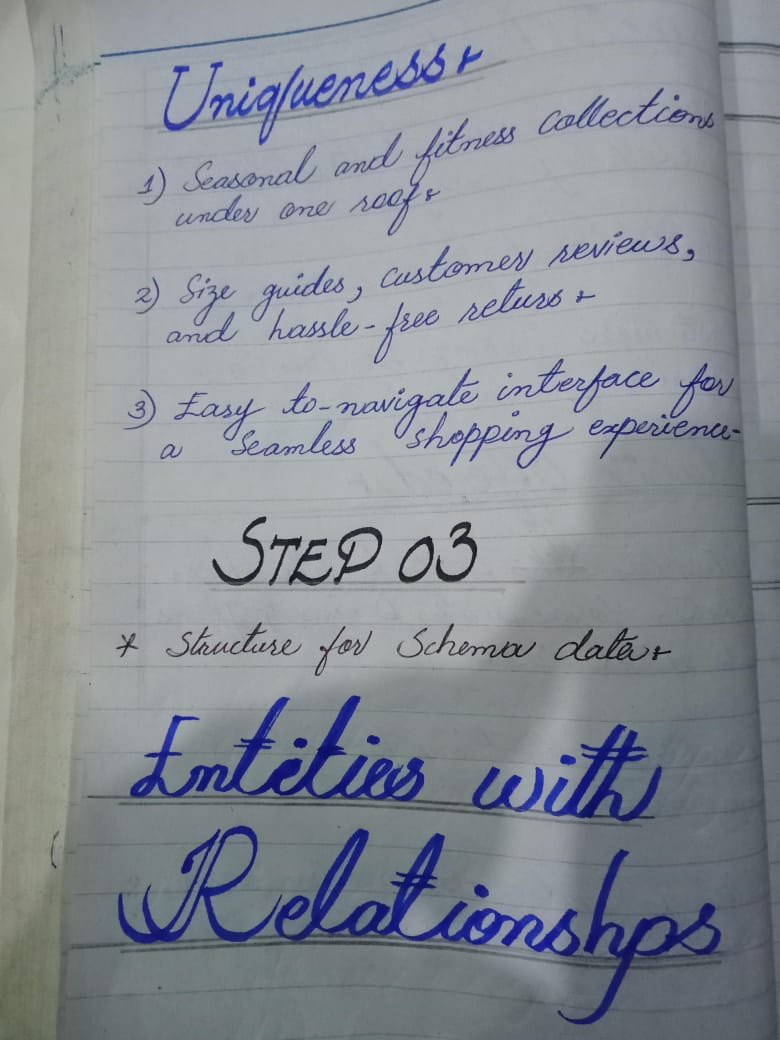 Uniqueness
1) Seasonal and fitness collections
under one roof.
2) Size guides, customer reviews,
and hassle-free returs.
3) Easy to-navigate interface for
a seamless shopping experience
STEP 03
* Structure for Schema data
Entities with
Relationshps